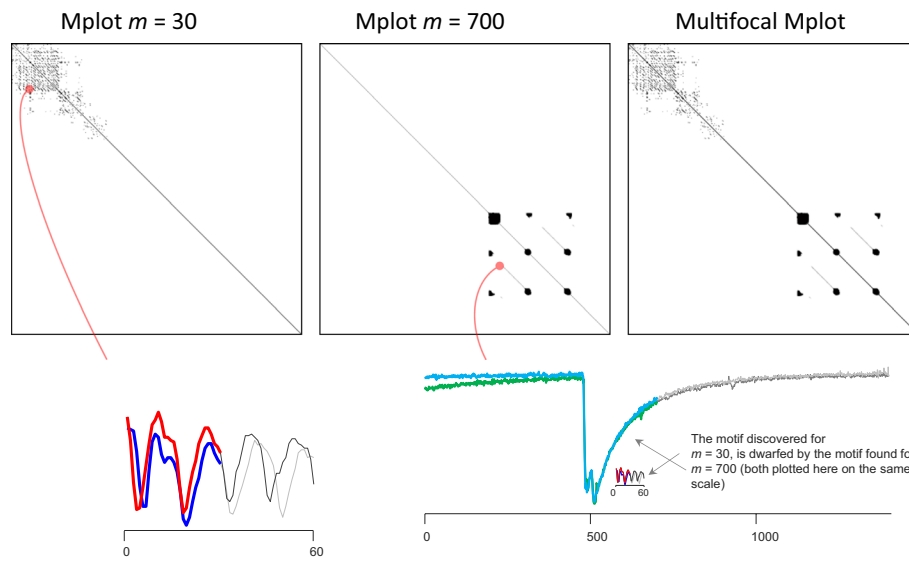 Mplot m = 30
Mplot m = 700
Multifocal Mplot
The motif discovered for
m = 30, is dwarfed by the motif found fo
m = 700 (both plotted here on the same
scale)
0 60
0 60
0 500 1000